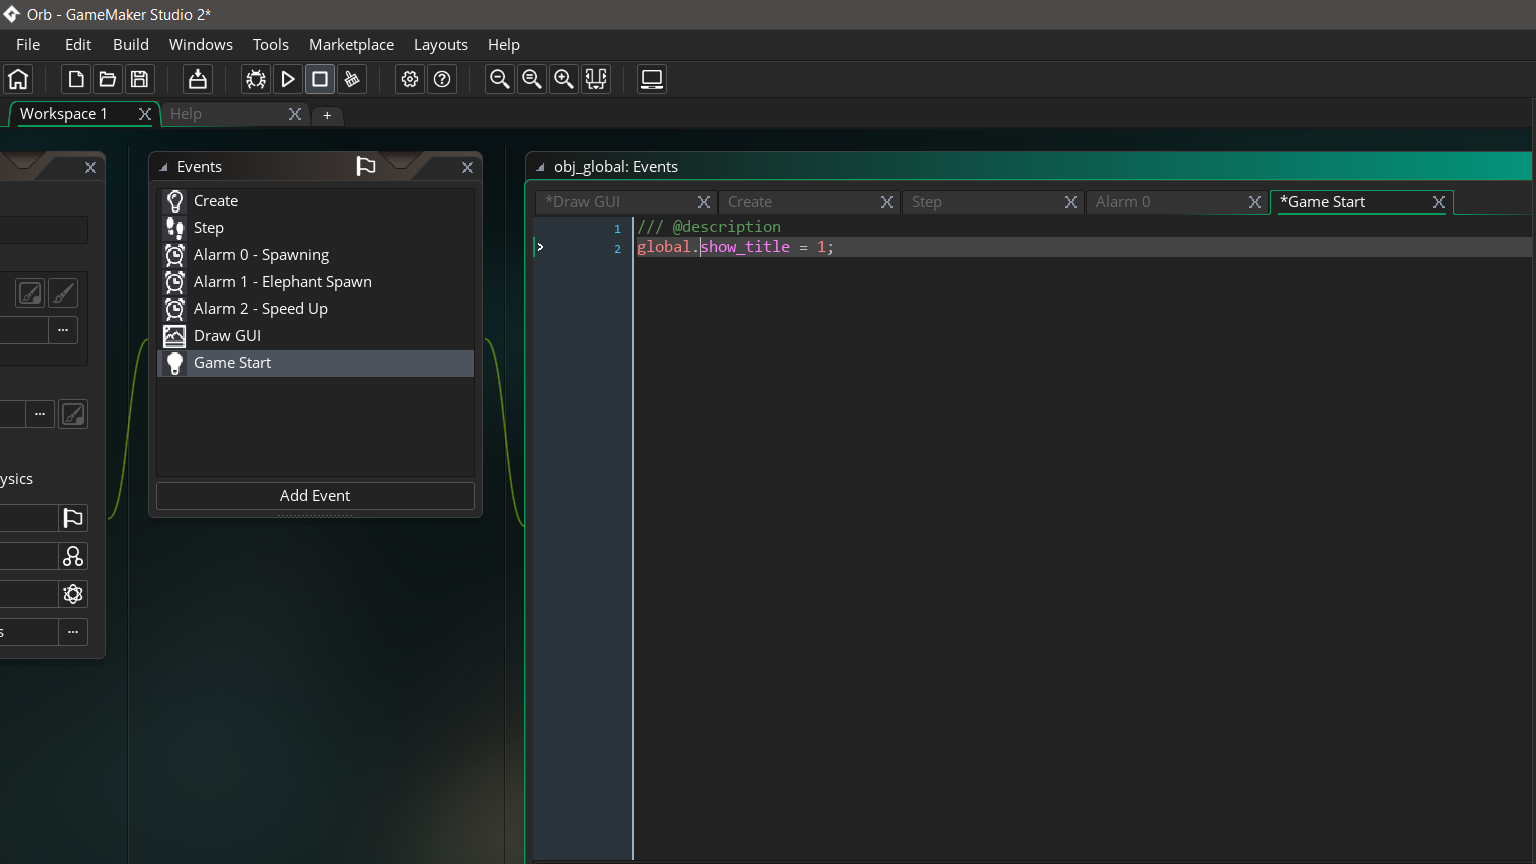 Orb - GameMaker Studio 2*
File Edit Build Windows Tools Marketplace Layouts Help
Workspace 1 Help +
Events
Create
Step
Alarm 0 - Spawning
Alarm 1 - Elephant Spawn
Alarm 2 - Speed Up
Draw GUI
Game Start
Add Event
ysics
s
obj_global: Events
*Draw GUI Create Step Alarm 0 *Game Start
1 /// @description
2 global.show_title = 1;